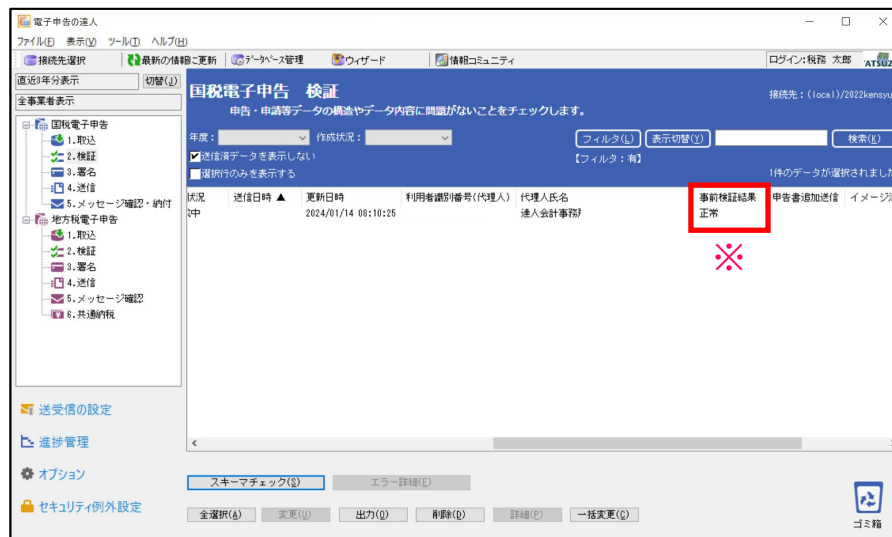 電子申告の達人
ファイル(F) 表示(V) ツール(T) ヘルプ(H)
接続先選択 最新の情報に更新 データベース管理 ウィザード 情報コミュニティ ログイン:税務 太郎
直近3年分表示 切替(J)
全事業者表示
国税電子申告
1.取込
2.検証
3.署名
4.送信
5.メッセージ確認・納付
地方税電子申告
1.取込
2.検証
3.署名
4.送信
5.メッセージ確認
6.共通納税
送受信の設定
進捗管理
オプション
セキュリティ例外設定
国税電子申告 検証
接続先:(local)/2022kensyu
申告・申請等データの構造やデータ内容に問題がないことをチェックします。
年度: 作成状況: フィルタ(L) 表示切替(Y) 検索(K)
送信済データを表示しない 【フィルタ:有】
選択行のみを表示する 1件のデータが選択されました
状況 送信日時 ▲ 更新日時 利用者識別番号(代理人) 代理人氏名 事前検証結果 申告書追加送信 イメージ
中 2024/01/14 08:10:25 達人会計事務 正常
※
スキーマチェック(S) エラー詳細(E)
全選択(A) 変更(U) 出力(O) 削除(D) 詳細(P) 一括変更(C)
ゴミ箱